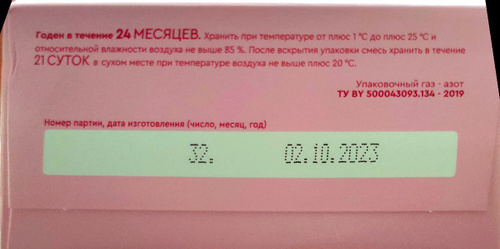 Годен в течение 24 МЕСЯЦЕВ. Хранить при температуре от плюс 1 °С до плюс 25 °С и
относительной влажности воздуха не выше 85 %. После вскрытия упаковки смесь хранить в течение
21 СУТОК в сухом месте при температуре воздуха не выше плюс 20 °С.
Упаковочный газ - азот
ТУ BY 500043093.134 - 2019
Номер партии, дата изготовления (число, месяц, год)
32. 02.10.2023